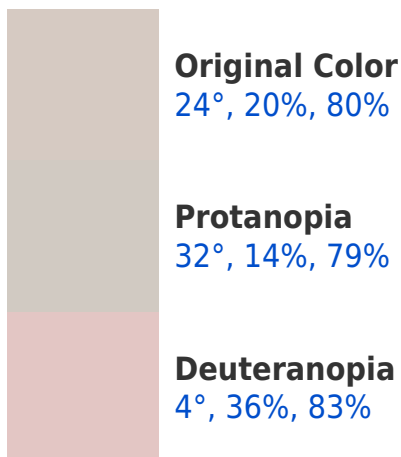 Original Color
24°, 20%, 80%
Protanopia
32°, 14%, 79%
Deuteranopia
4°, 36%, 83%